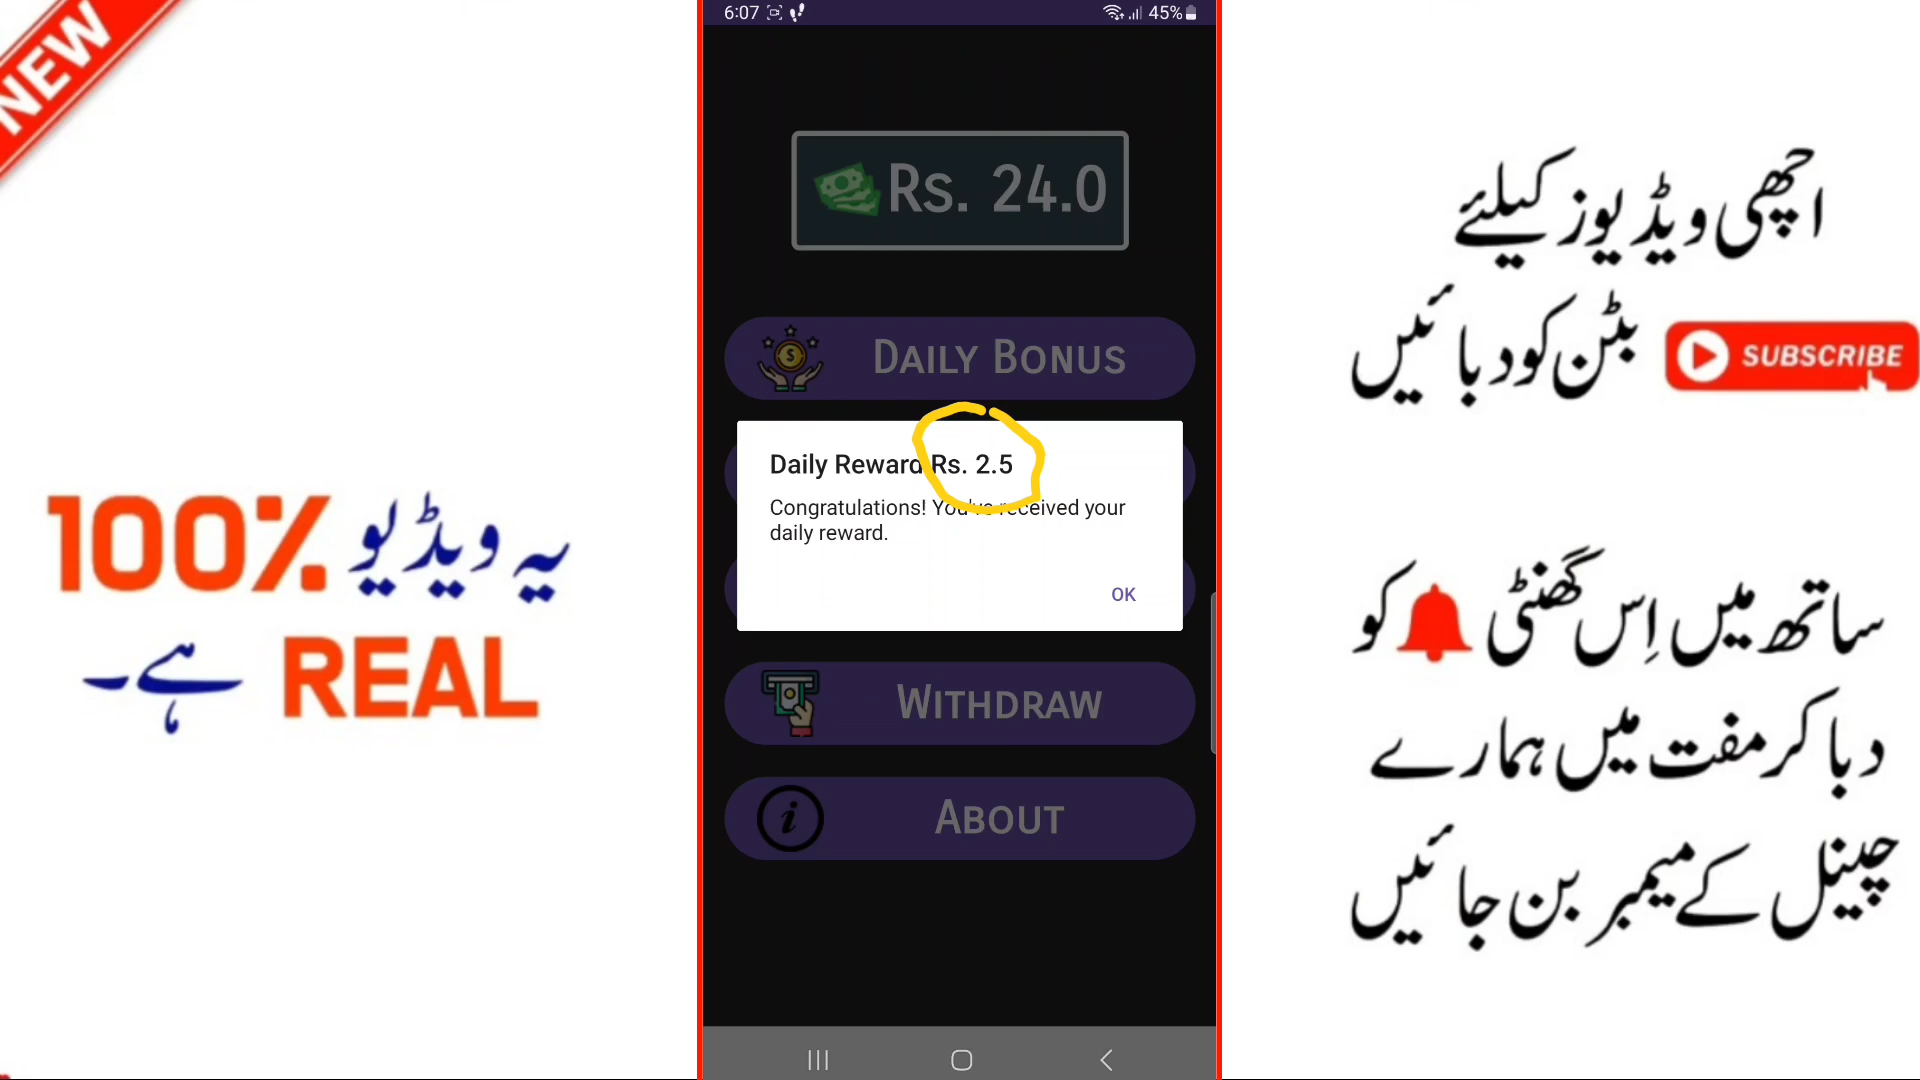 NEW
یہ ویڈیو 100%
REAL ہے۔
6:07
45%
Rs. 24.0
DAILY BONUS
Daily Reward Rs. 2.5
Congratulations! You've received your
daily reward.
OK
WITHDRAW
ABOUT
اچھی ویڈیوز کیلئے
SUBSCRIBE بٹن کو دبائیں
ساتھ میں اِس گھنٹی کو
دبا کر مفت میں ہمارے
چینل کے میمبر بن جائیں